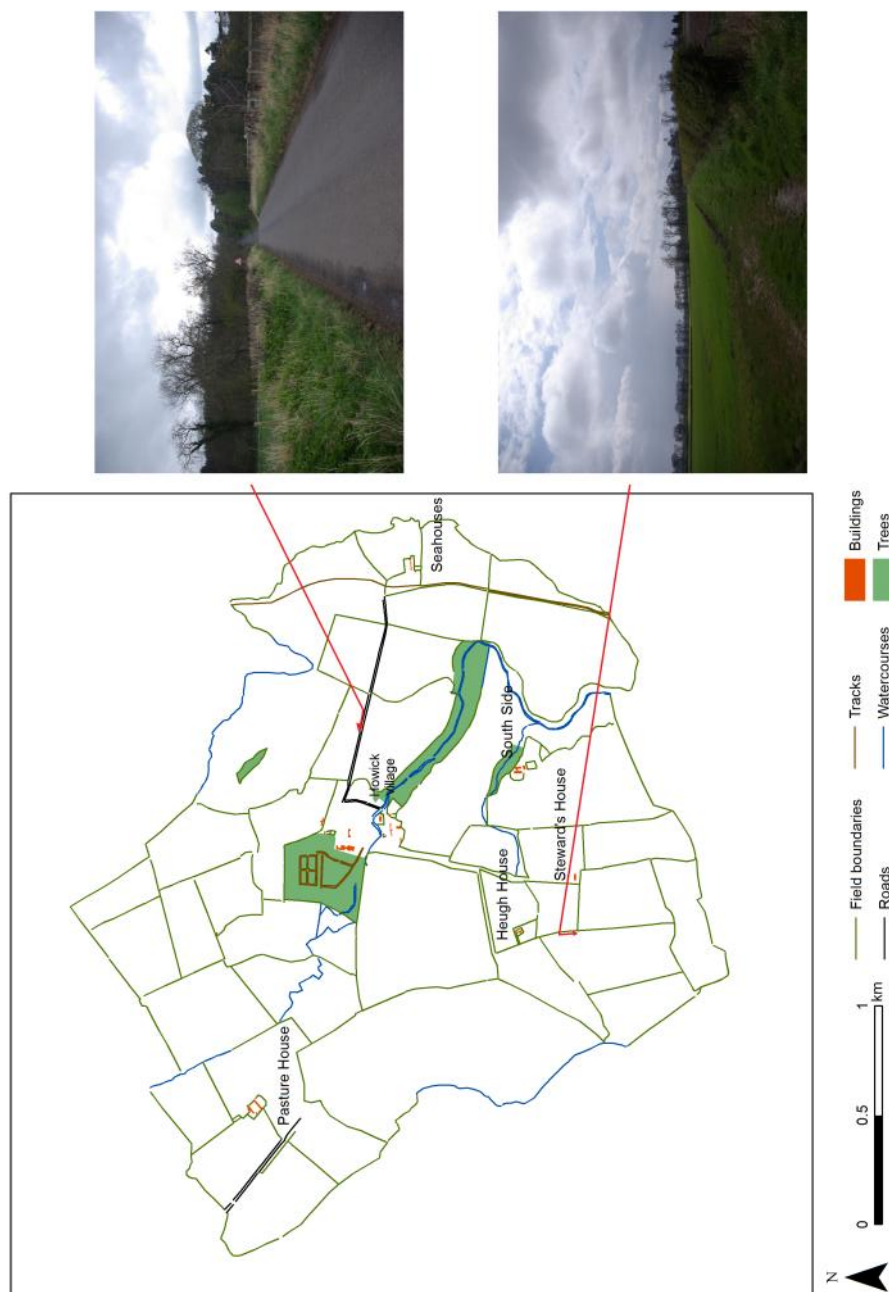 Seahouses
Howick
Village
South Side
Steward's House
Heugh House
Pasture House
N
0
0.5
1
km
Field boundaries
Tracks
Buildings
Roads
Watercourses
Trees